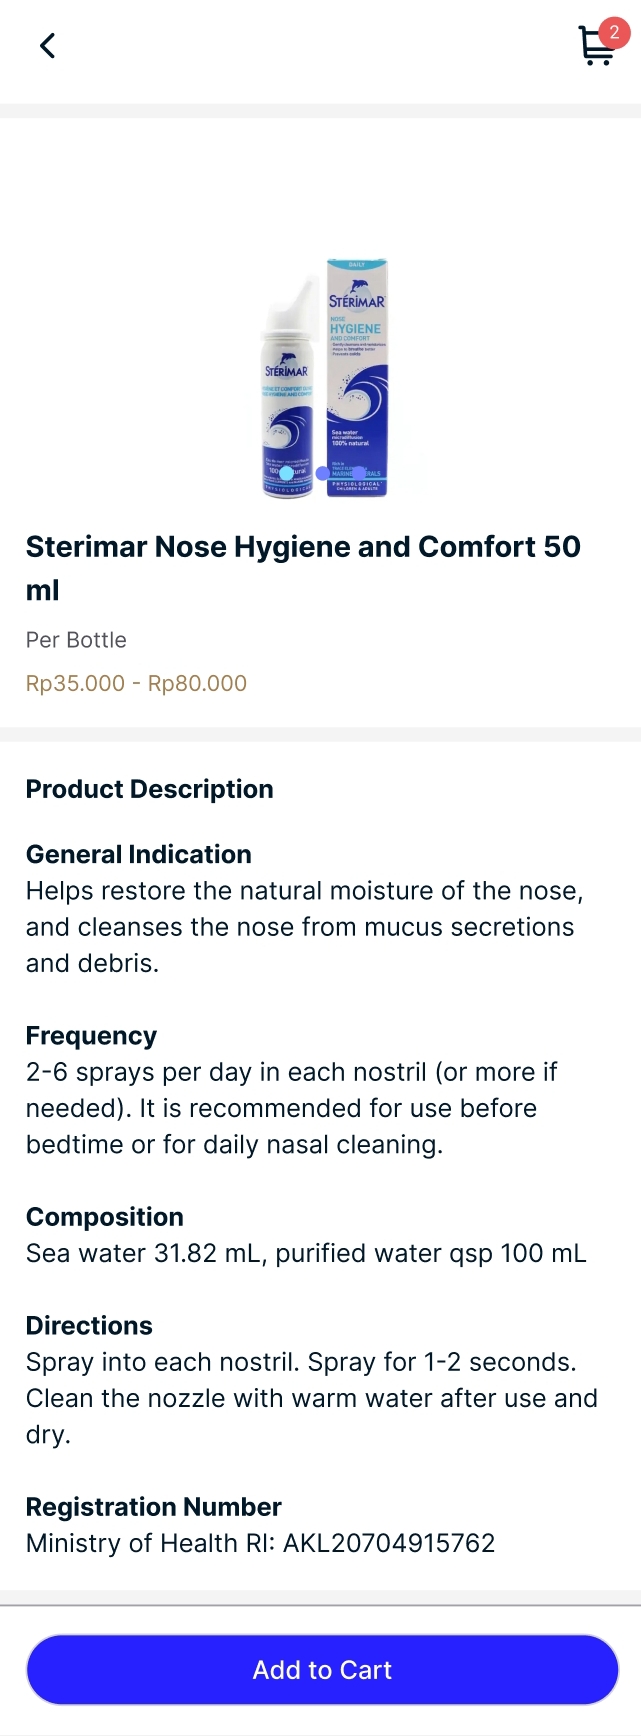 2
DAILY
STÉRIMAR
NOSE
HYGIENE
AND COMFORT
STÉRIMAR
Sea water
microdiffusion
100% natural
PHYSIOLOGICAL
CHILDREN & ADULTS
Sterimar Nose Hygiene and Comfort 50
ml
Per Bottle
Rp35.000 - Rp80.000
Product Description
General Indication
Helps restore the natural moisture of the nose,
and cleanses the nose from mucus secretions
and debris.
Frequency
2-6 sprays per day in each nostril (or more if
needed). It is recommended for use before
bedtime or for daily nasal cleaning.
Composition
Sea water 31.82 mL, purified water qsp 100 mL
Directions
Spray into each nostril. Spray for 1-2 seconds.
Clean the nozzle with warm water after use and
dry.
Registration Number
Ministry of Health RI: AKL20704915762
Add to Cart